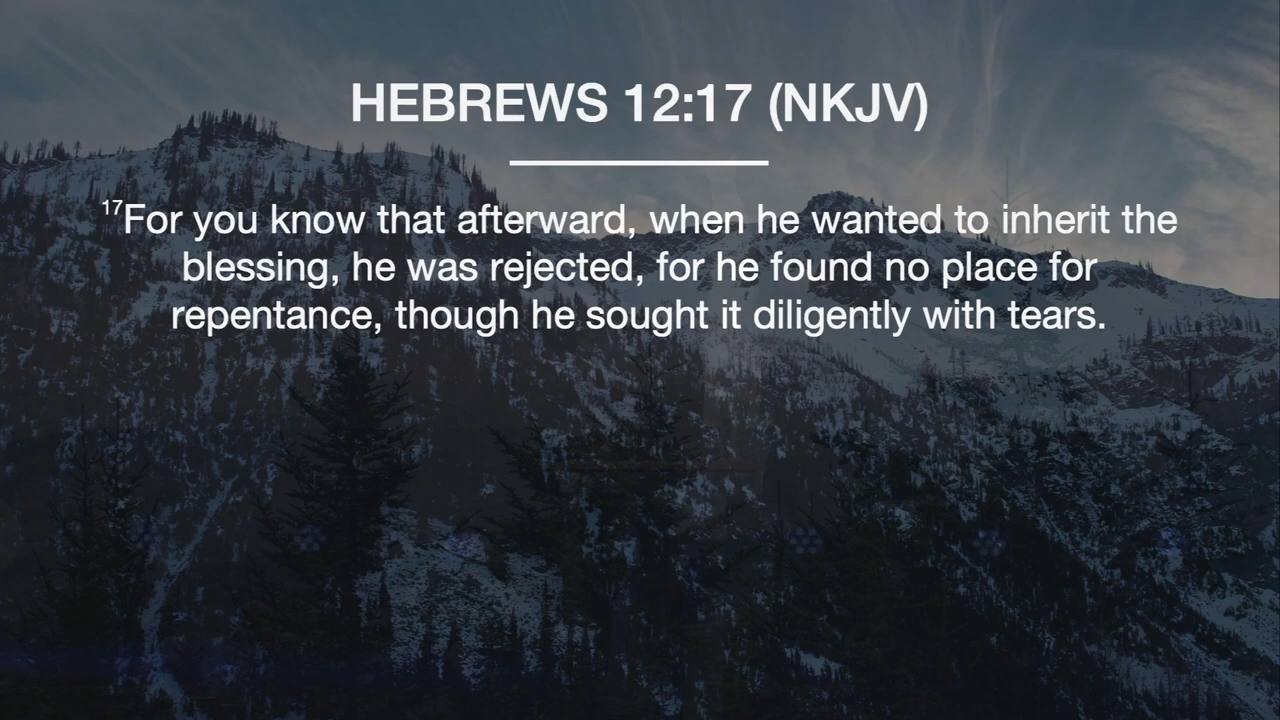 HEBREWS 12:17 (NKJV)
17For you know that afterward, when he wanted to inherit the
blessing, he was rejected, for he found no place for
repentance, though he sought it diligently with tears.